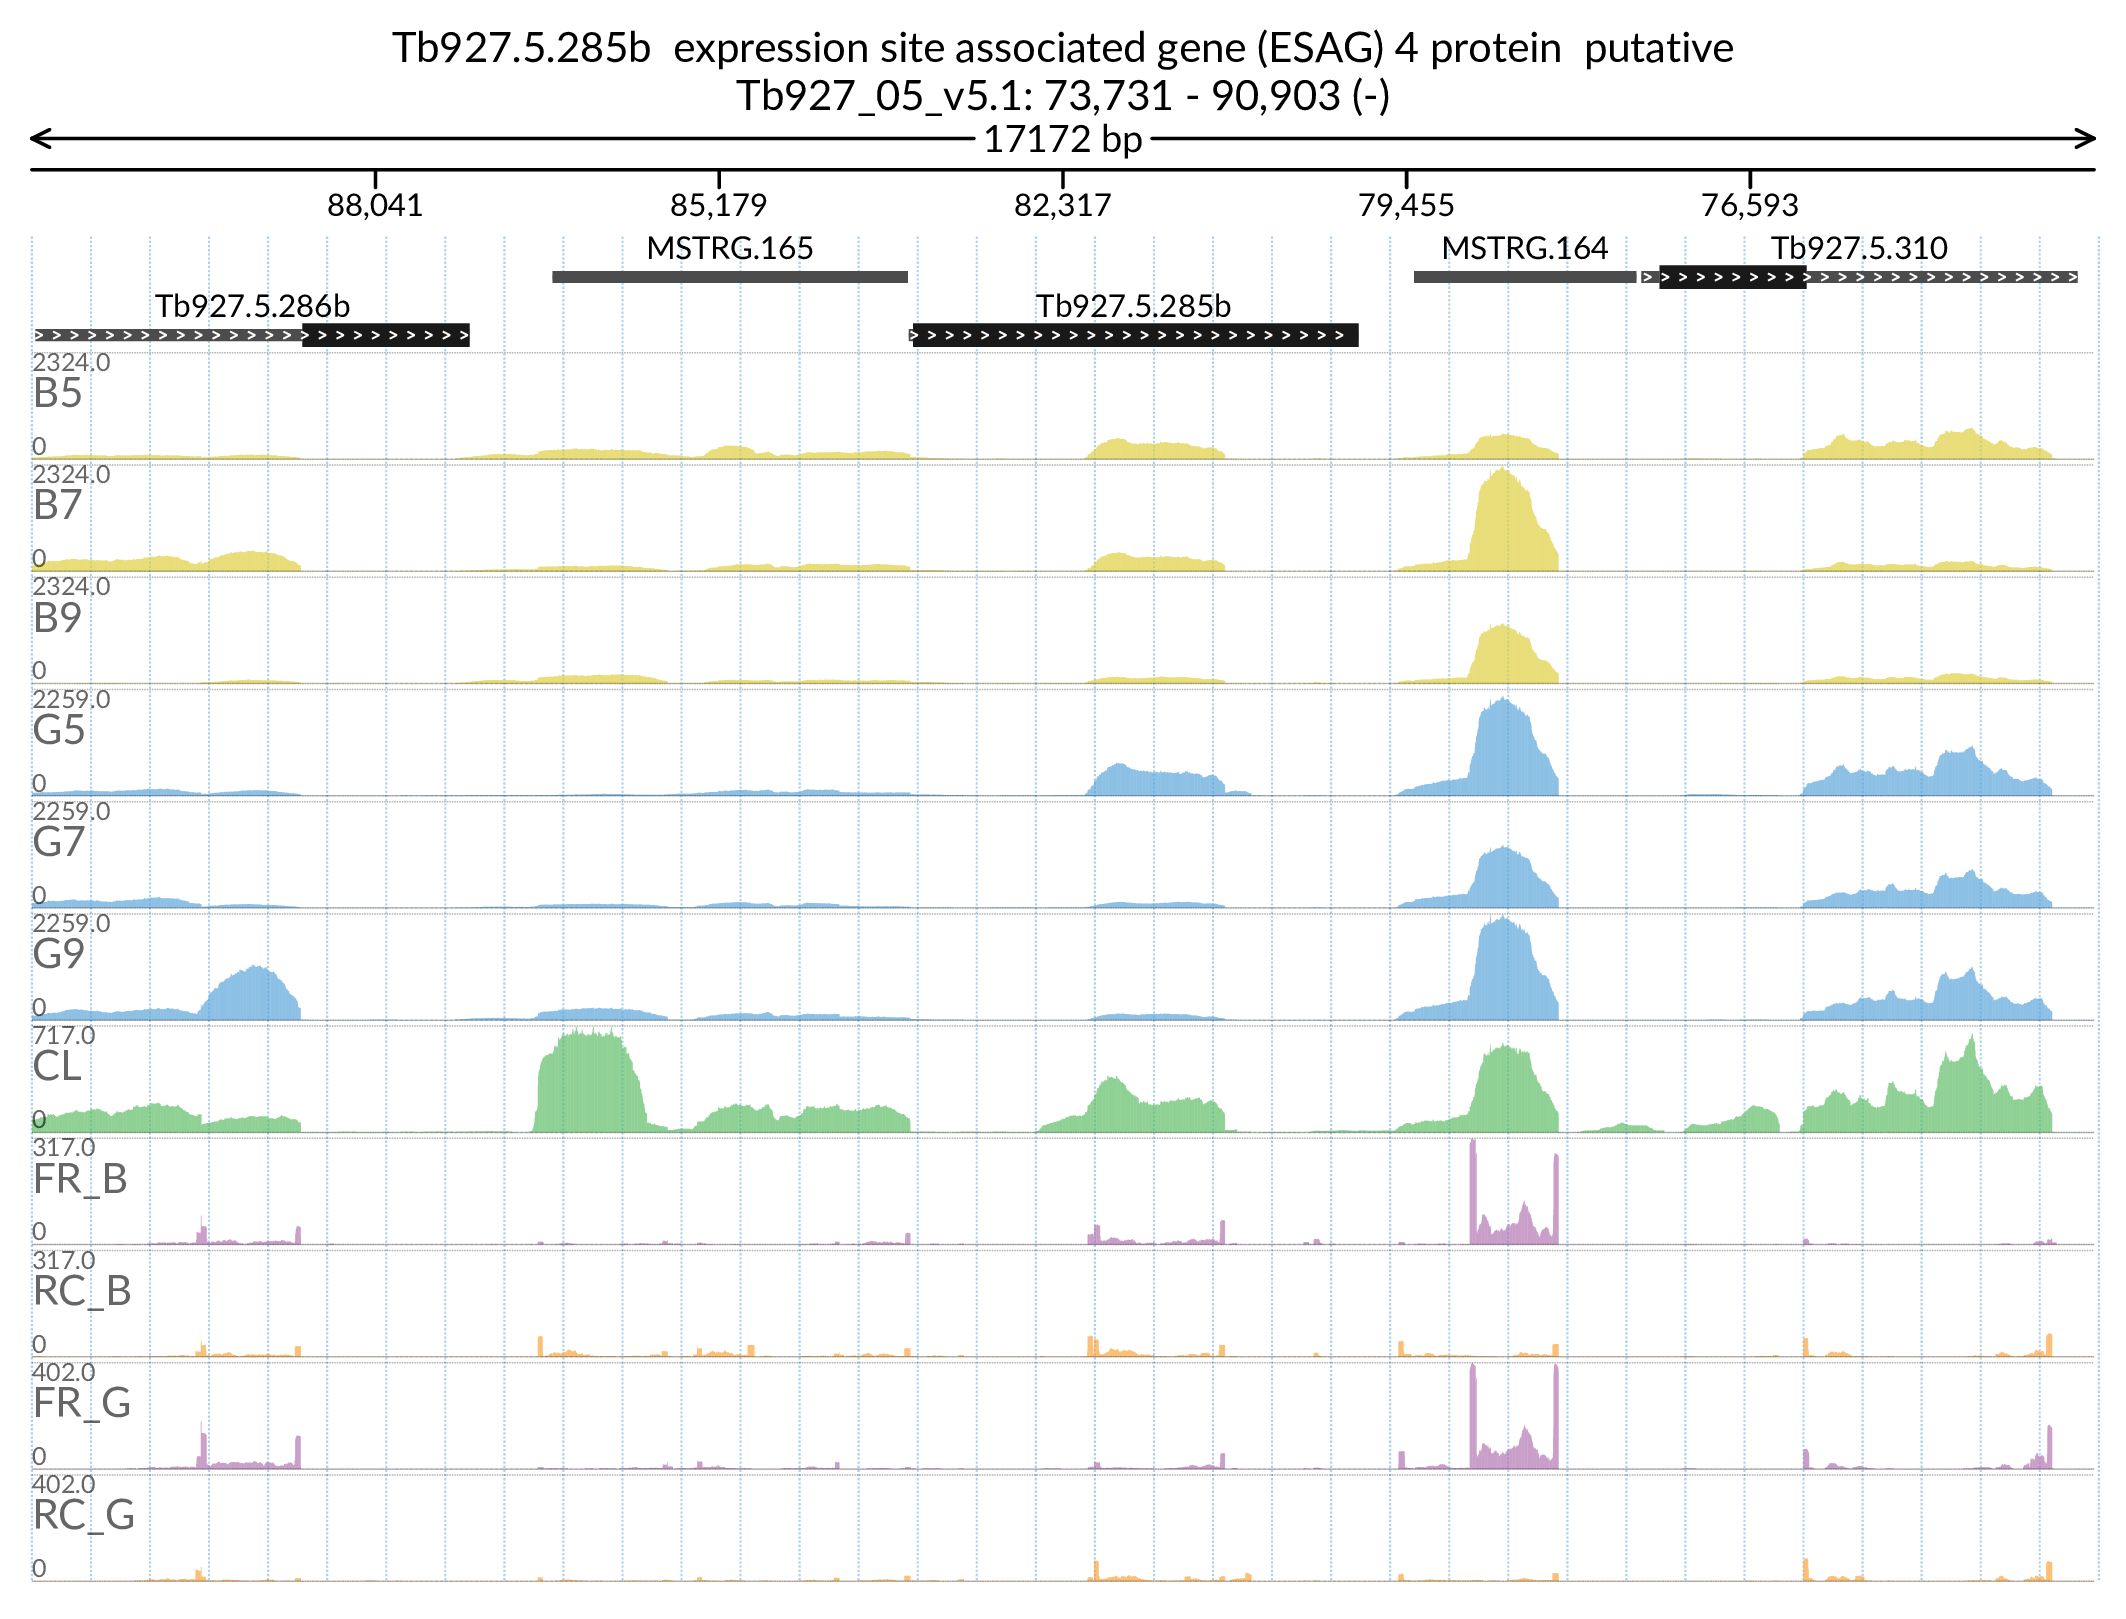 Tb927.5.285b expression site associated gene (ESAG) 4 protein putative
Tb927_05_v5.1: 73,731 - 90,903 (-)
17172 bp
88,041 85,179 82,317 79,455 76,593
MSTRG.165 MSTRG.164 Tb927.5.310
Tb927.5.286b Tb927.5.285b
2324.0
B5
0
2324.0
B7
0
2324.0
B9
0
2259.0
G5
0
2259.0
G7
0
2259.0
G9
0
717.0
CL
0
317.0
FR_B
0
317.0
RC_B
0
402.0
FR_G
0
402.0
RC_G
0